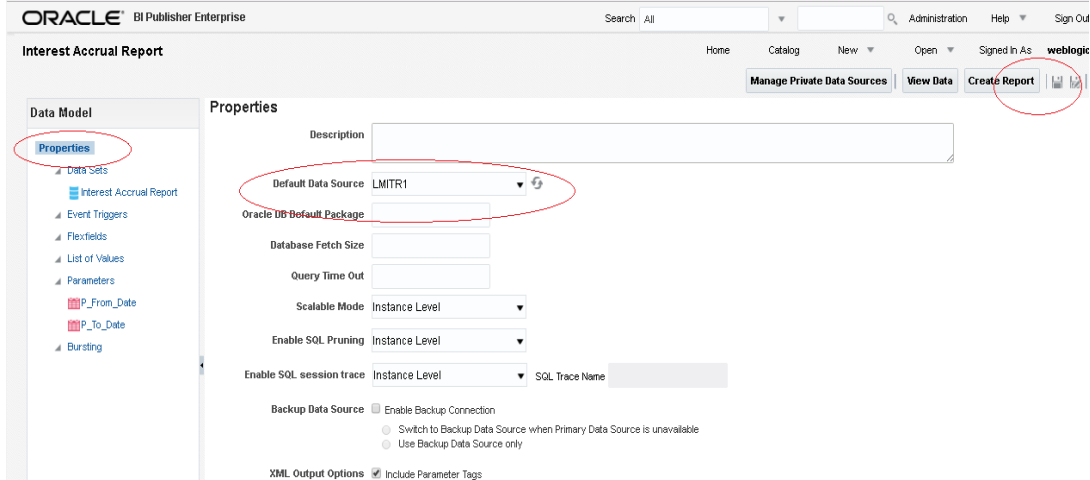 ORACLE® BI Publisher Enterprise Search All Administration Help Sign Out
Interest Accrual Report Home Catalog New Open Signed In As weblogic
Manage Private Data Sources View Data Create Report
Data Model
Properties
Data Sets
Interest Accrual Report
Event Triggers
Flexfields
List of Values
Parameters
P_From_Date
P_To_Date
Bursting
Properties
Description
Default Data Source LMITR1
Oracle DB Default Package
Database Fetch Size
Query Time Out
Scalable Mode Instance Level
Enable SQL Pruning Instance Level
Enable SQL session trace Instance Level SQL Trace Name
Backup Data Source Enable Backup Connection
Switch to Backup Data Source when Primary Data Source is unavailable
Use Backup Data Source only
XML Output Options Include Parameter Tags